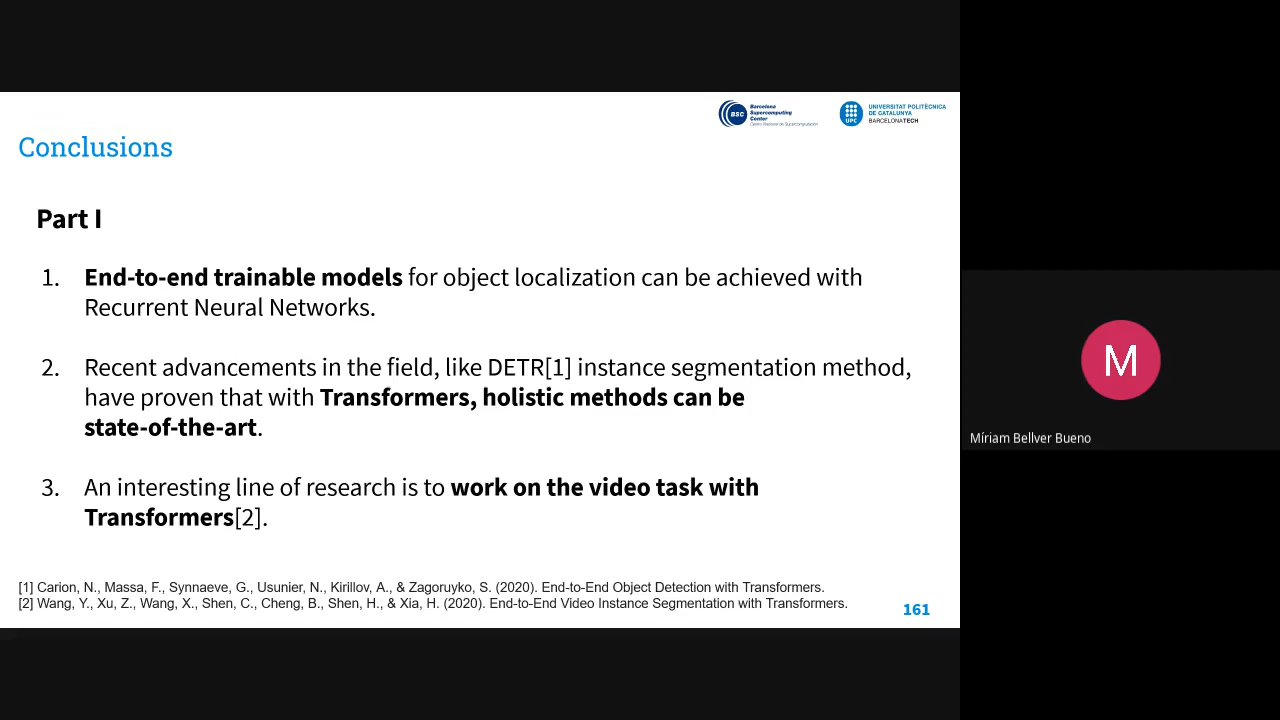 BSC
Barcelona
Supercomputing
Center
Centro Nacional de Supercomputación
UPC
UNIVERSITAT POLITÈCNICA
DE CATALUNYA
BARCELONATECH
Conclusions
Part I
1. End-to-end trainable models for object localization can be achieved with
Recurrent Neural Networks.
2. Recent advancements in the field, like DETR[1] instance segmentation method,
have proven that with Transformers, holistic methods can be
state-of-the-art.
3. An interesting line of research is to work on the video task with
Transformers[2].
[1] Carion, N., Massa, F., Synnaeve, G., Usunier, N., Kirillov, A., & Zagoruyko, S. (2020). End-to-End Object Detection with Transformers.
[2] Wang, Y., Xu, Z., Wang, X., Shen, C., Cheng, B., Shen, H., & Xia, H. (2020). End-to-End Video Instance Segmentation with Transformers.
161
M
Míriam Bellver Bueno